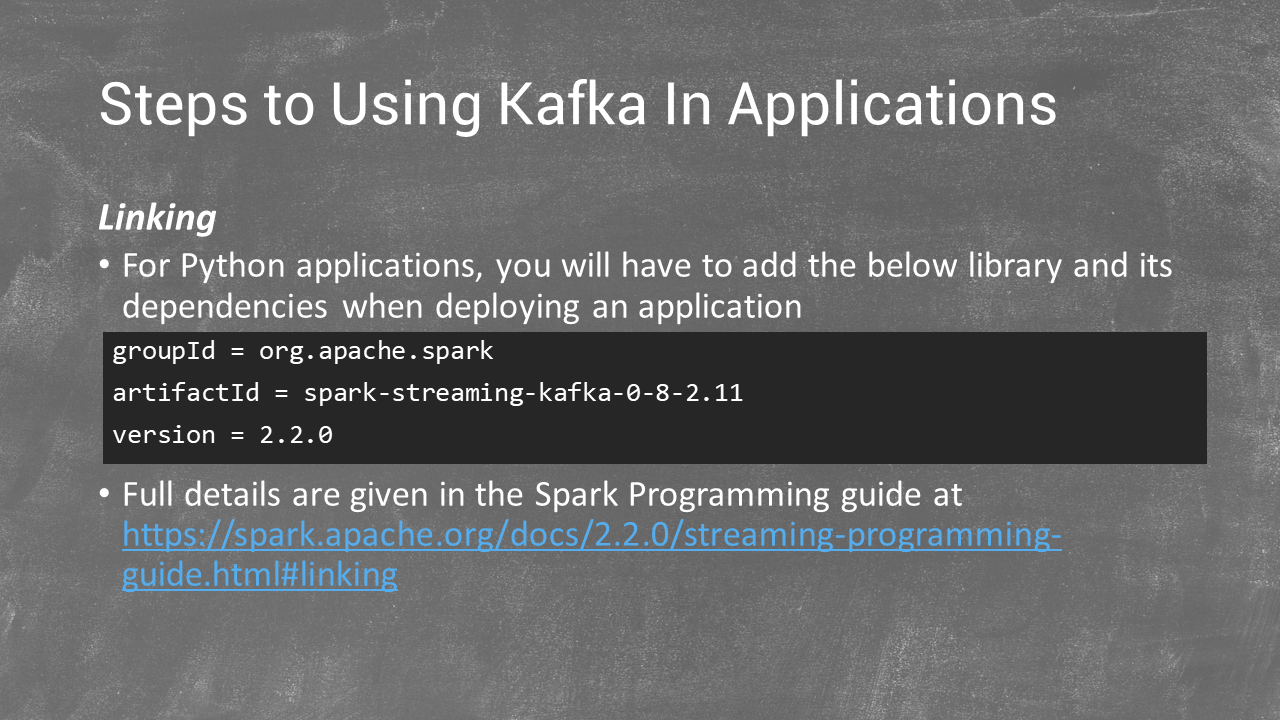 Steps to Using Kafka In Applications
Linking
• For Python applications, you will have to add the below library and its
dependencies when deploying an application
groupId = org.apache.spark
artifactId = spark-streaming-kafka-0-8-2.11
version = 2.2.0
• Full details are given in the Spark Programming guide at
https://spark.apache.org/docs/2.2.0/streaming-programming-
guide.html#linking